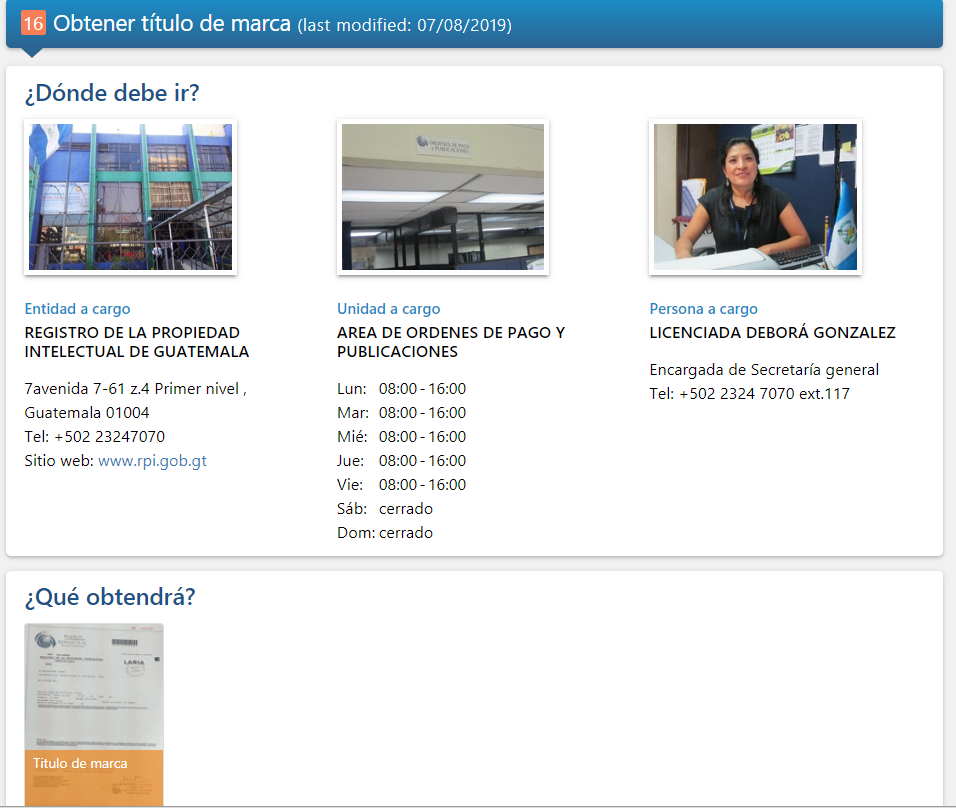 16 Obtener título de marca (last modified: 07/08/2019)
¿Dónde debe ir?
ORDENES DE PAGO
Y PUBLICACIONES
Entidad a cargo
REGISTRO DE LA PROPIEDAD
INTELECTUAL DE GUATEMALA
7avenida 7-61 z.4 Primer nivel ,
Guatemala 01004
Tel: +502 23247070
Sitio web: www.rpi.gob.gt
Unidad a cargo
AREA DE ORDENES DE PAGO Y
PUBLICACIONES
Lun: 08:00 - 16:00
Mar: 08:00 - 16:00
Mié: 08:00 - 16:00
Jue: 08:00 - 16:00
Vie: 08:00 - 16:00
Sáb: cerrado
Dom: cerrado
Persona a cargo
LICENCIADA DEBORÁ GONZALEZ
Encargada de Secretaría general
Tel: +502 2324 7070 ext.117
¿Qué obtendrá?
LARIA
Titulo de marca